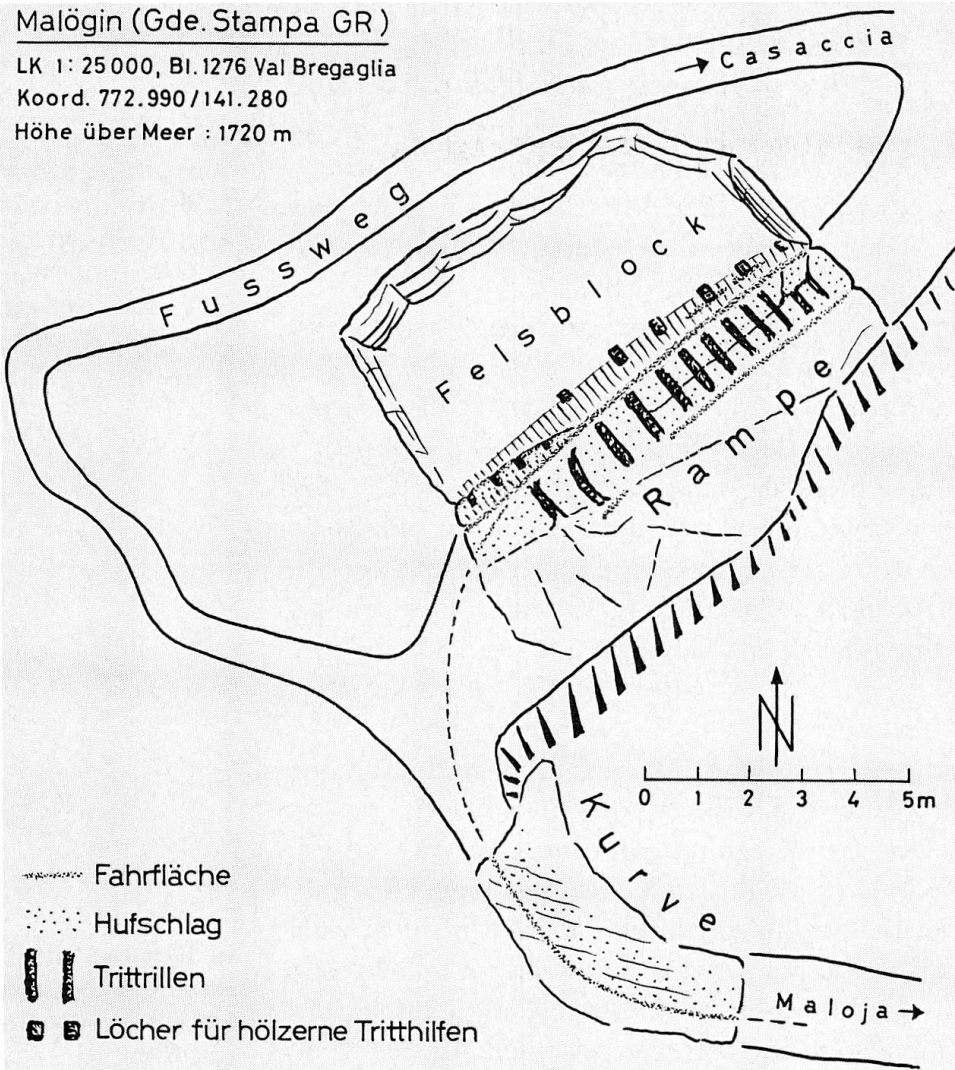 Malögin (Gde. Stampa GR)
LK 1: 25 000, Bl. 1276 Val Bregaglia
Koord. 772.990/141.280
Höhe über Meer : 1720 m
→ Casaccia
Fussweg
Felsblock
Rampe
N
0 1 2 3 4 5m
Kurve
Maloja →
Fahrfläche
Hufschlag
Trittrillen
Löcher für hölzerne Tritthilfen